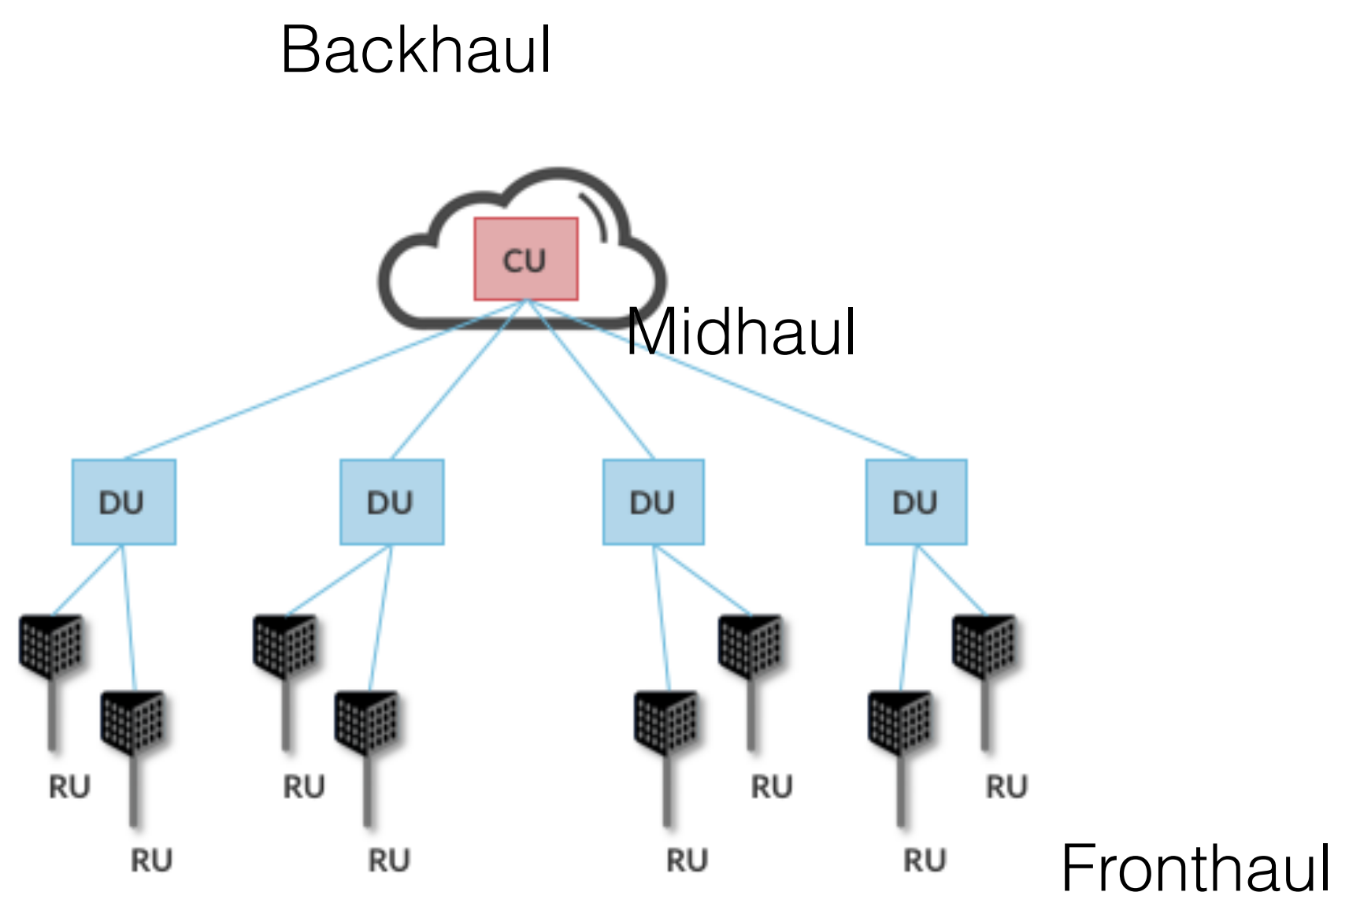 Backhaul
CU
Midhaul
DU DU DU DU
RU RU RU RU
RU RU RU RU
Fronthaul